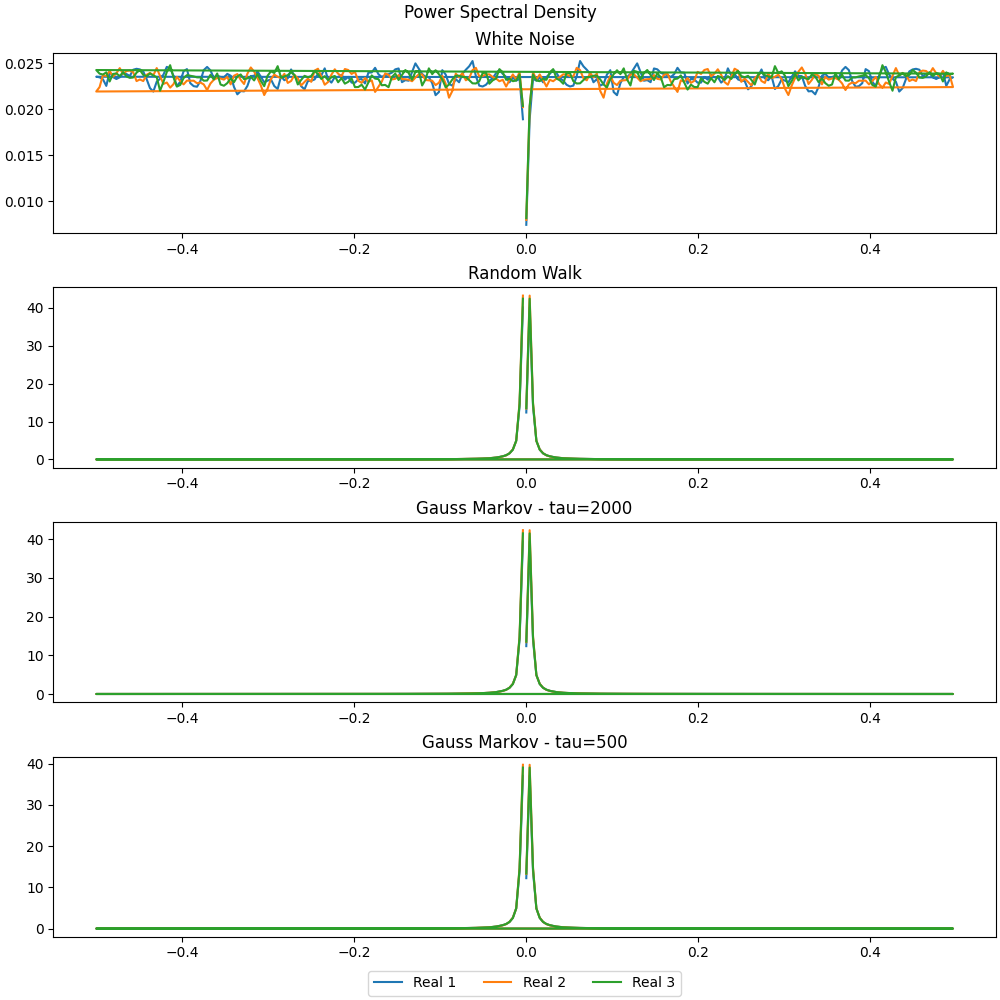 Power Spectral Density
White Noise
0.025
0.020
0.015
0.010
−0.4 −0.2 0.0 0.2 0.4
Random Walk
40
30
20
10
0
−0.4 −0.2 0.0 0.2 0.4
Gauss Markov - tau=2000
40
30
20
10
0
−0.4 −0.2 0.0 0.2 0.4
Gauss Markov - tau=500
40
30
20
10
0
−0.4 −0.2 0.0 0.2 0.4
Real 1 Real 2 Real 3